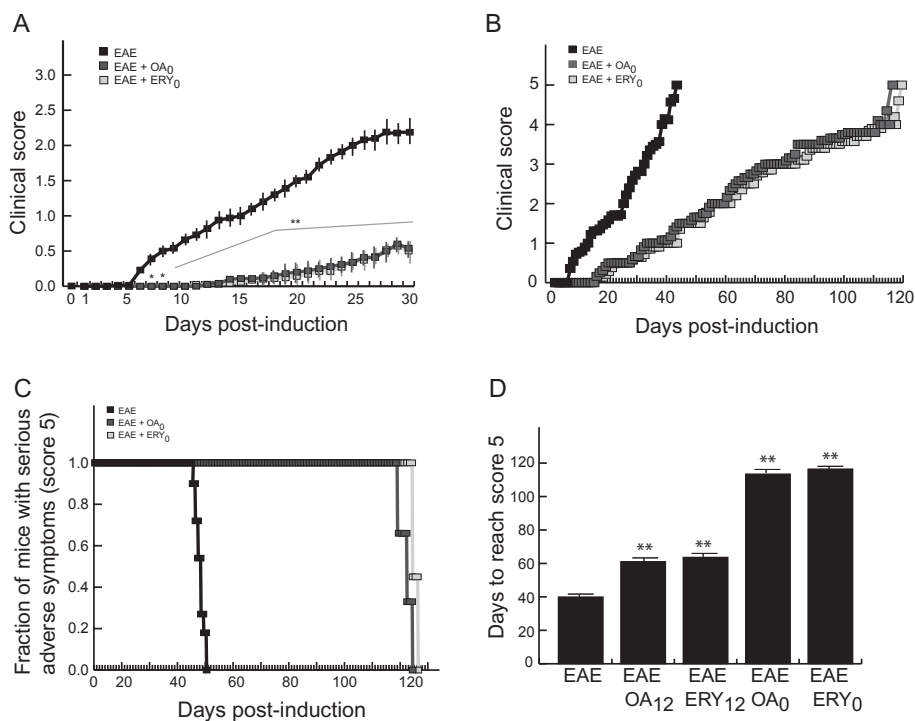 A
EAE
EAE + OA0
EAE + ERY0
Clinical score
3.0
2.5
2.0
1.5
1.0
0.5
0.0
**
* *
0 1 5 10 15 20 25 30
Days post-induction
B
EAE
EAE + OA0
EAE + ERY0
Clinical score
5
4
3
2
1
0
0 20 40 60 80 100 120
Days post-induction
C
EAE
EAE + OA0
EAE + ERY0
Fraction of mice with serious
adverse symptoms (score 5)
1.0
0.8
0.6
0.4
0.2
0.0
0 20 40 60 80 100 120
Days post-induction
D
Days to reach score 5
120
100
80
60
40
20
0
** ** ** **
EAE EAE EAE EAE EAE
OA12 ERY12 OA0 ERY0